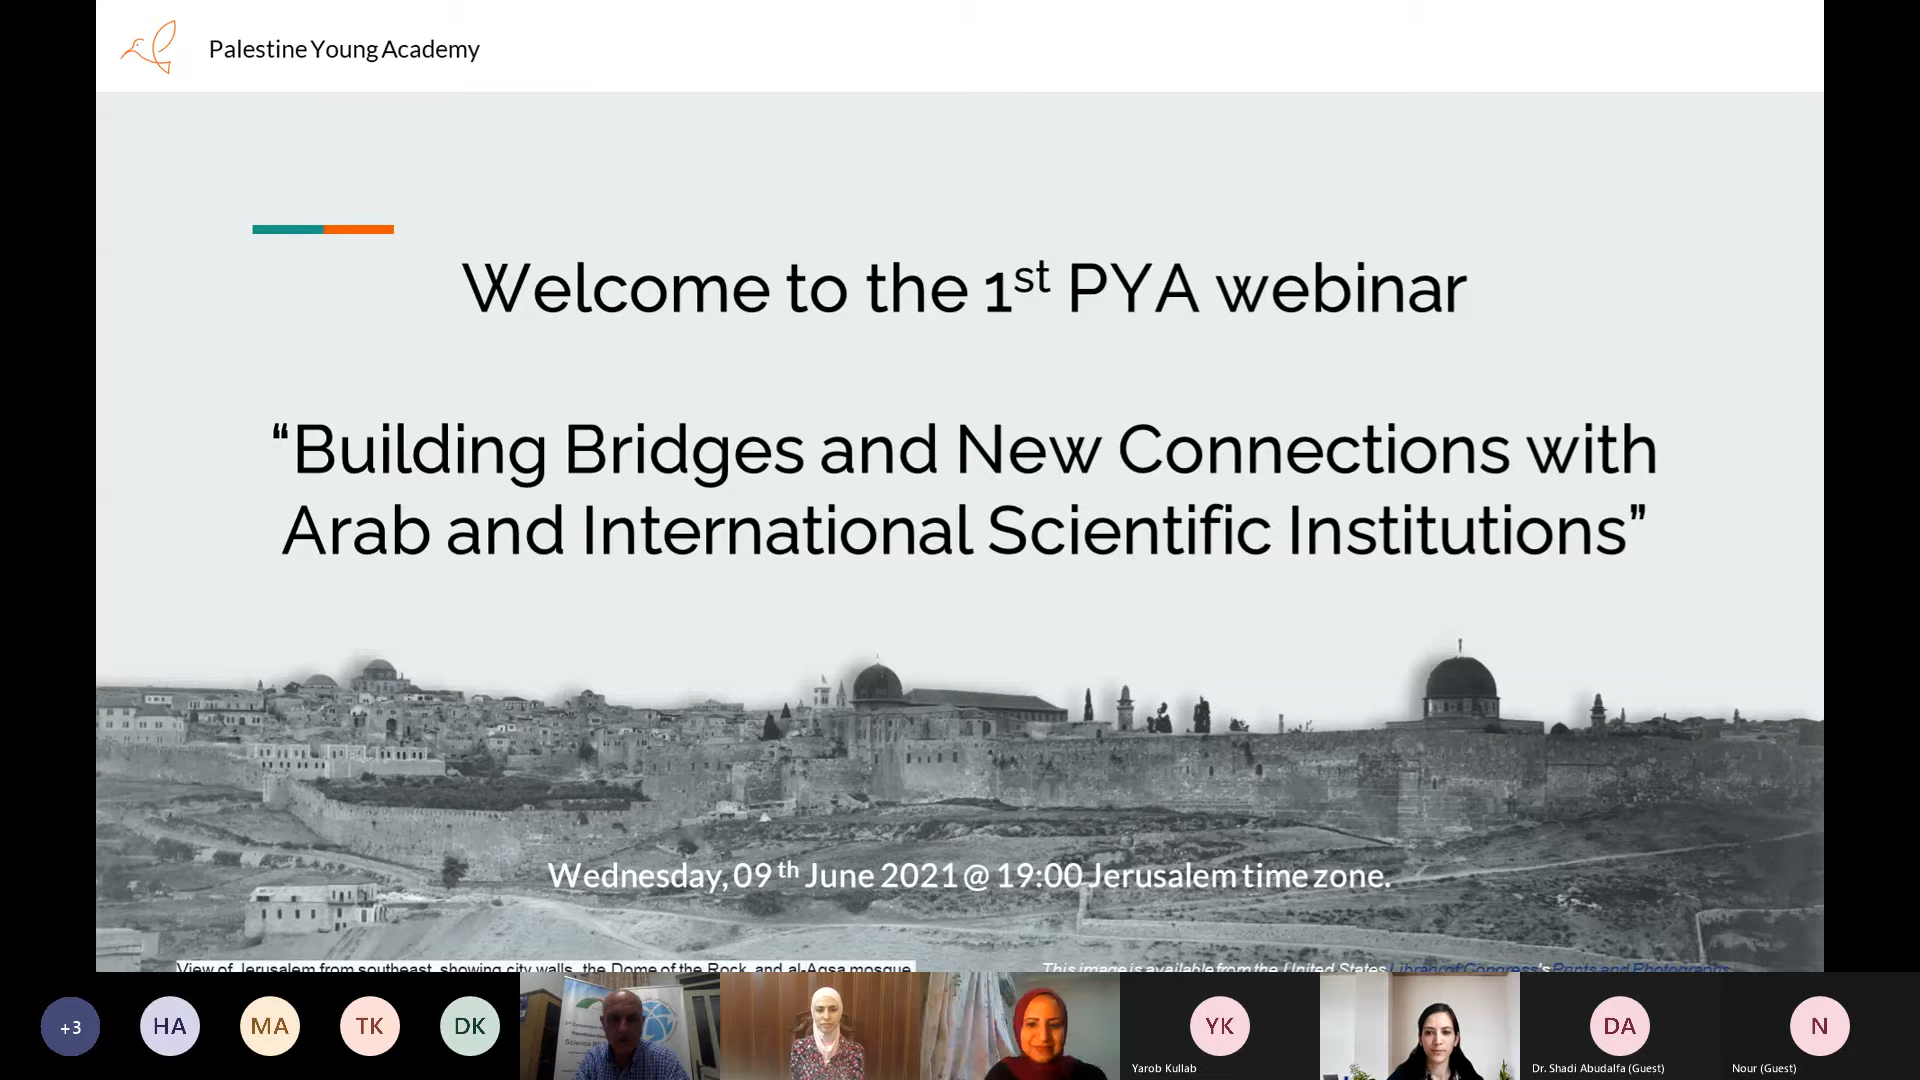 Palestine Young Academy
Welcome to the 1st PYA webinar
“Building Bridges and New Connections with
Arab and International Scientific Institutions”
Wednesday, 09th June 2021 @ 19:00 Jerusalem time zone.
View of Jerusalem from southeast, showing city walls, the Dome of the Rock, and al-Aqsa mosque
This image is available from the United States Library of Congress's Prints and Photographs
+3
HA
MA
TK
DK
YK
Yarob Kullab
DA
Dr. Shadi Abudalfa (Guest)
N
Nour (Guest)